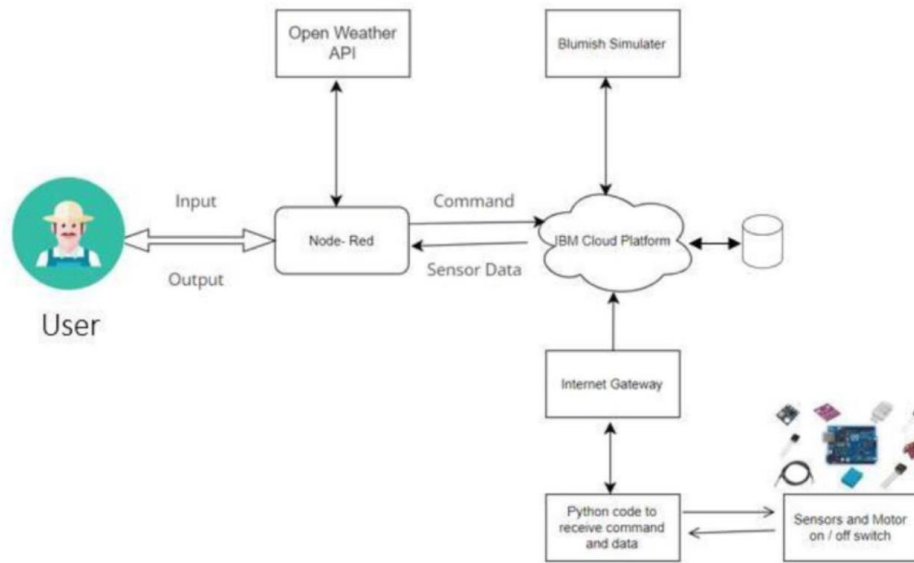 Open Weather
API
Blumish Simulater
Input
Command
Node- Red
IBM Cloud Platform
Output
Sensor Data
User
Internet Gateway
Python code to
receive command
and data
Sensors and Motor
on / off switch